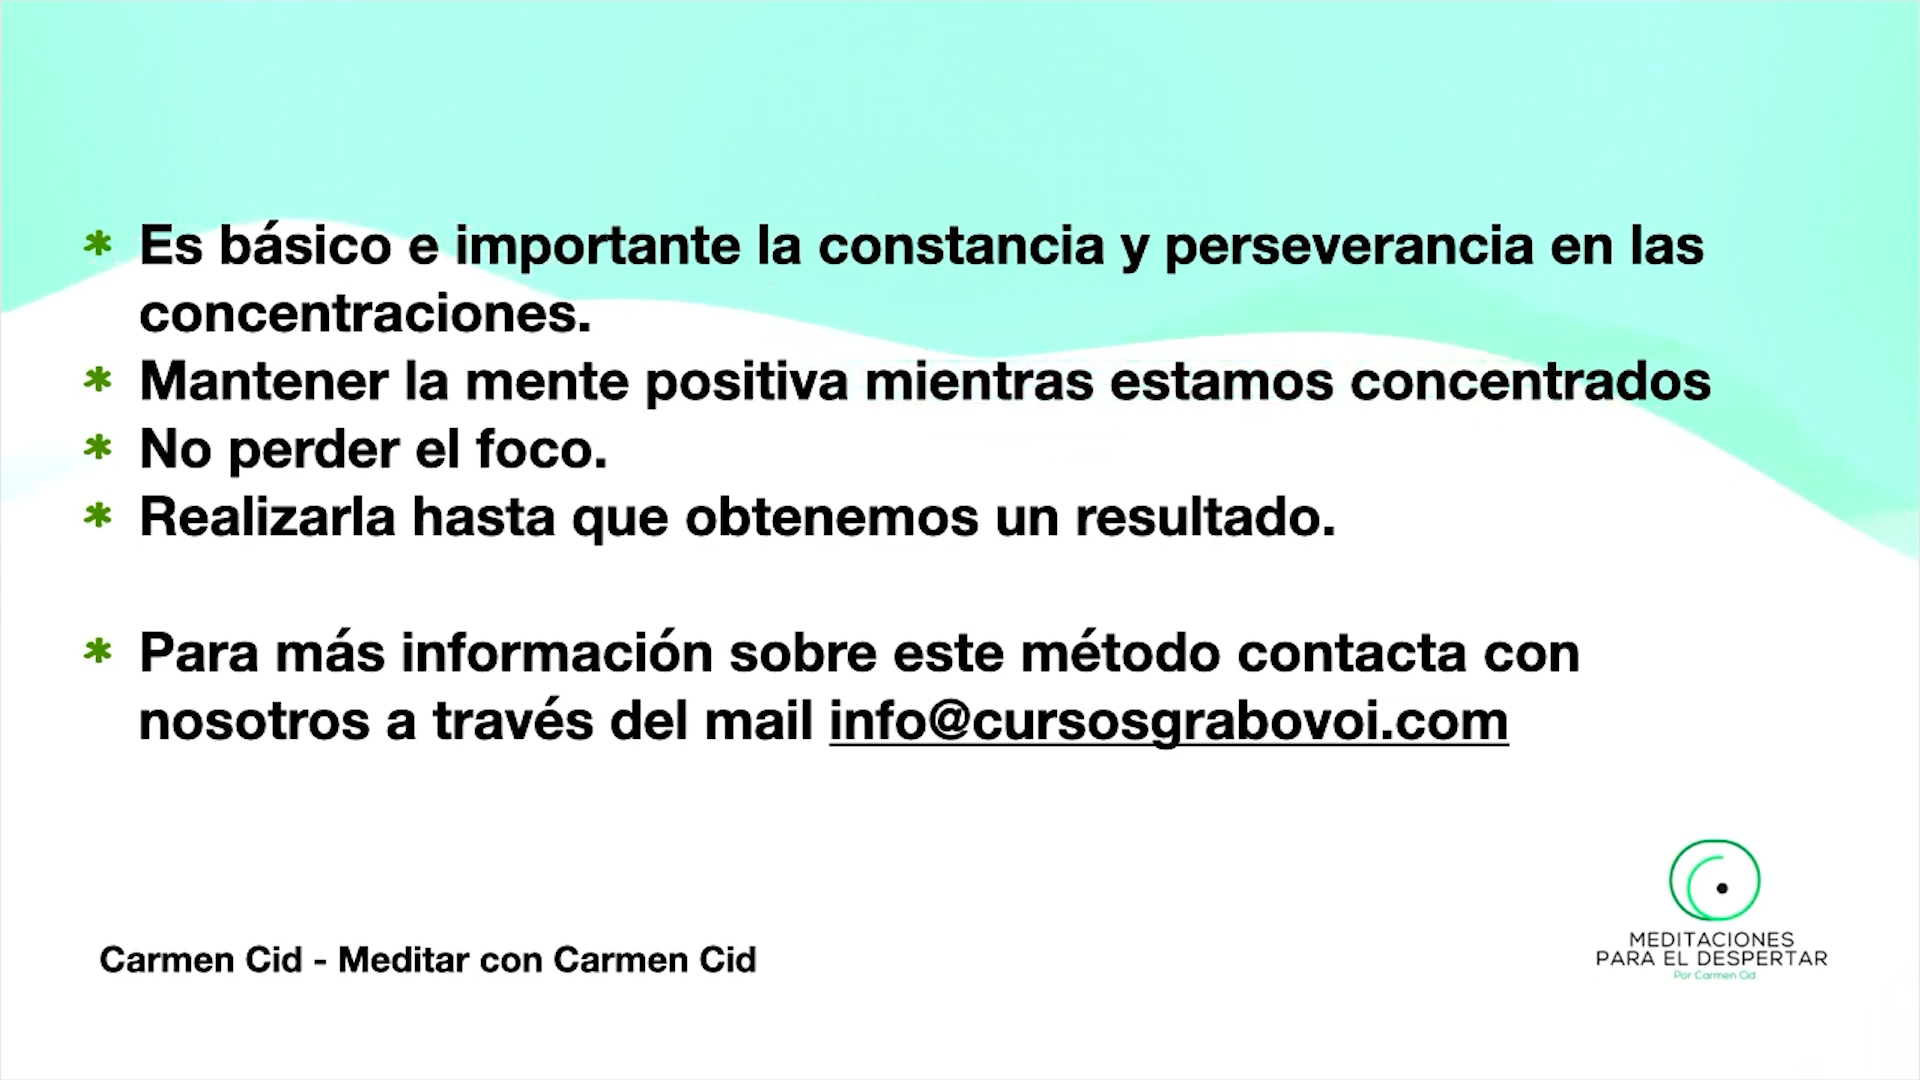 * Es básico e importante la constancia y perseverancia en las
concentraciones.
* Mantener la mente positiva mientras estamos concentrados
* No perder el foco.
* Realizarla hasta que obtenemos un resultado.
* Para más información sobre este método contacta con
nosotros a través del mail info@cursosgrabovoi.com
Carmen Cid - Meditar con Carmen Cid
MEDITACIONES
PARA EL DESPERTAR
Por Carmen Cid